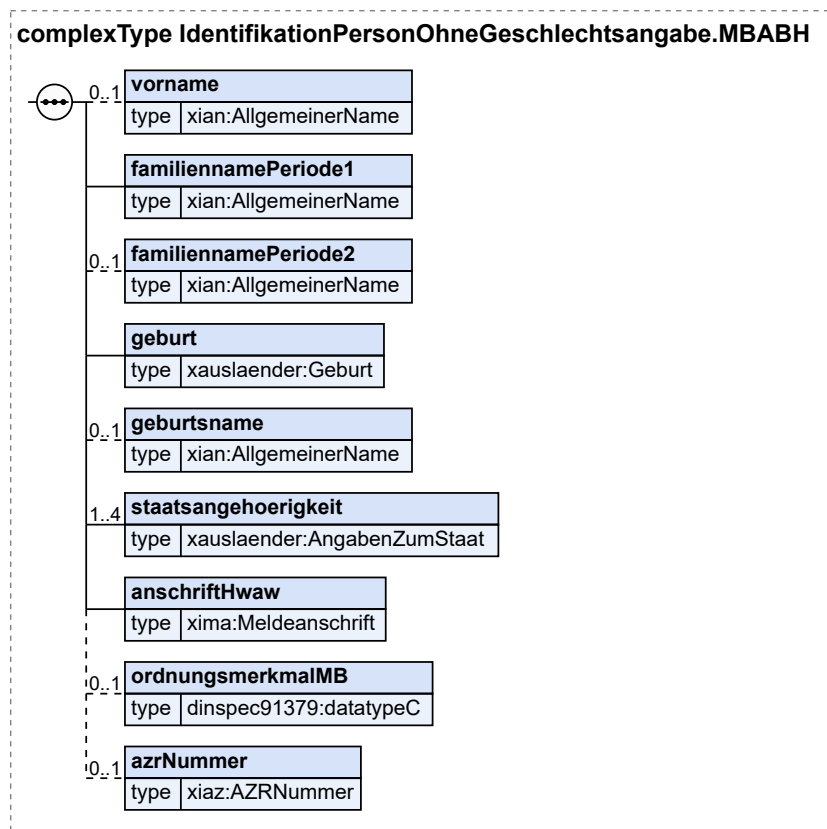 complexType IdentifikationPersonOhneGeschlechtsangabe.MBABH
0..1 vorname
type xian:AllgemeinerName
familiennamePeriode1
type xian:AllgemeinerName
0..1 familiennamePeriode2
type xian:AllgemeinerName
geburt
type xauslaender:Geburt
0..1 geburtsname
type xian:AllgemeinerName
1..4 staatsangehoerigkeit
type xauslaender:AngabenZumStaat
anschriftHwaw
type xima:Meldeanschrift
0..1 ordnungsmerkmalMB
type dinspec91379:datatypeC
0..1 azrNummer
type xiaz:AZRNummer